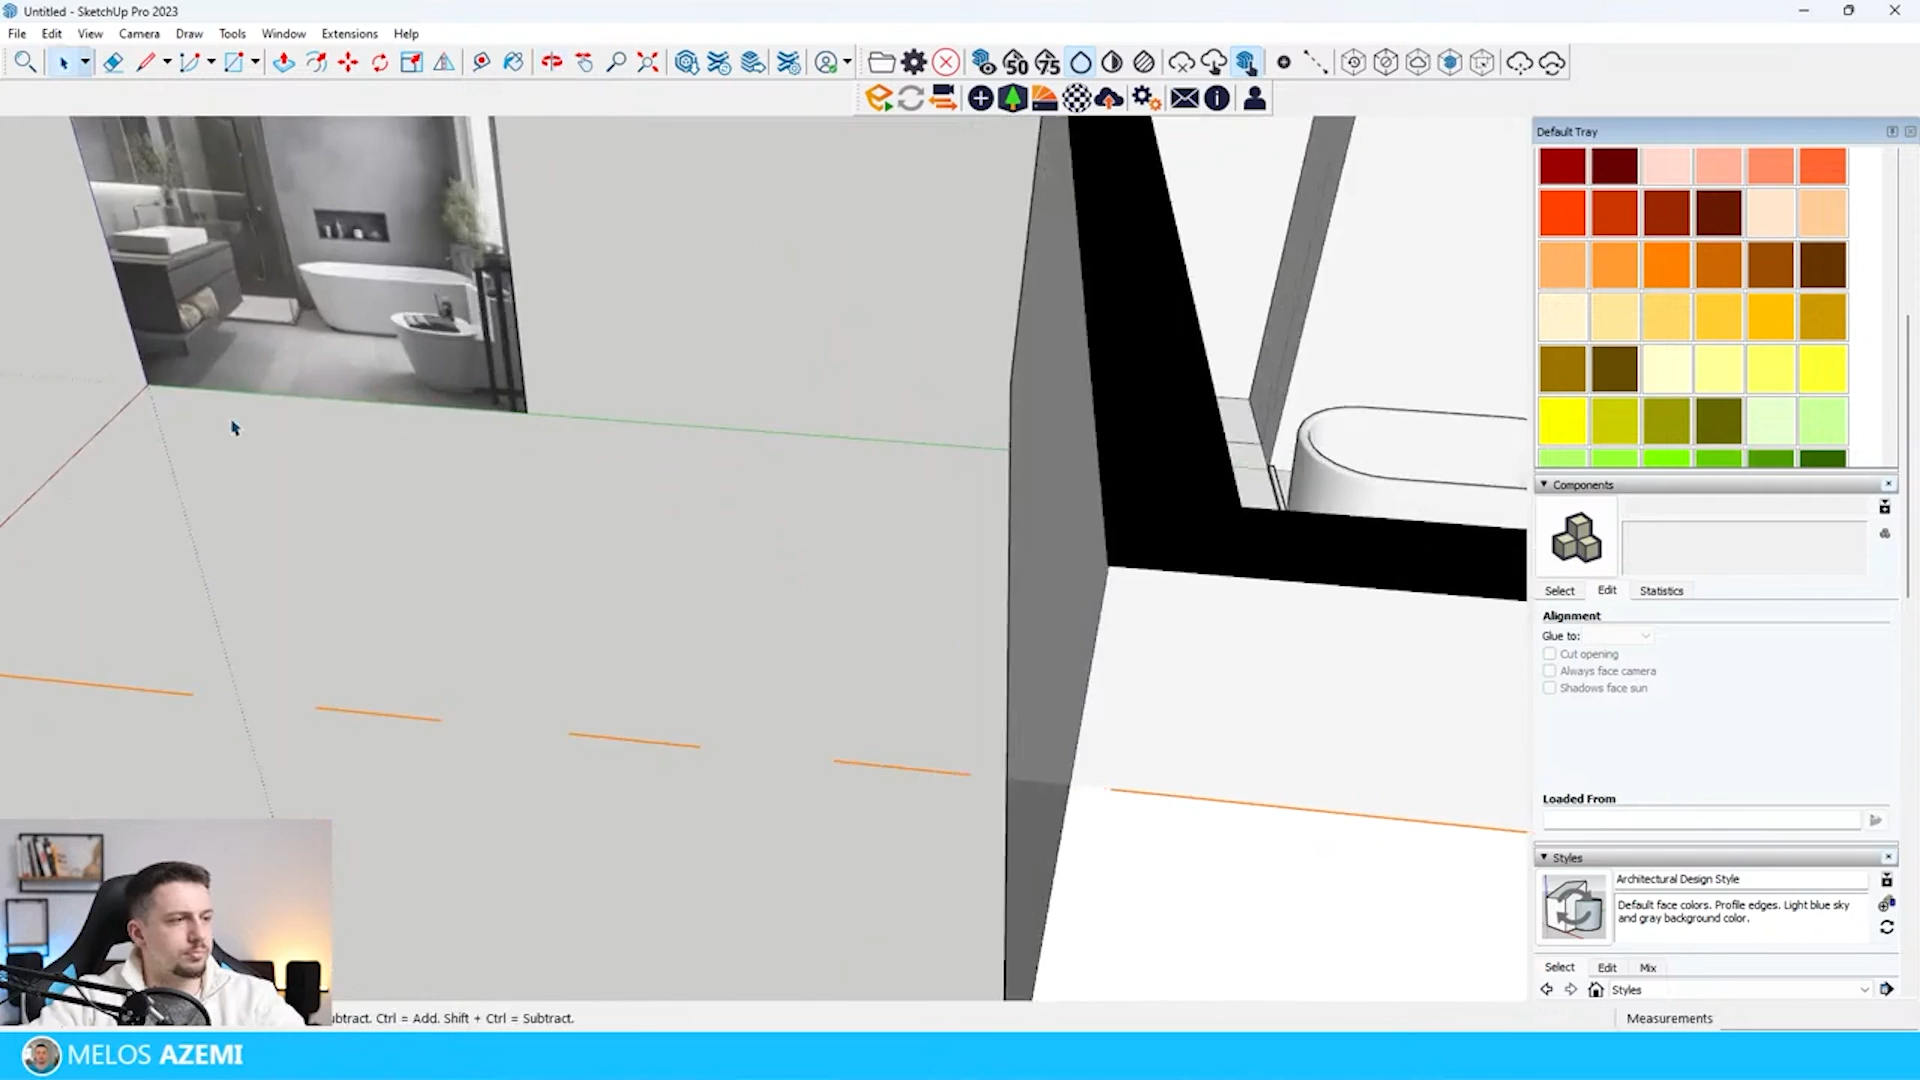 Untitled - SketchUp Pro 2023
File Edit View Camera Draw Tools Window Extensions Help
50 75
Default Tray
Components
Select Edit Statistics
Alignment
Glue to:
Cut opening
Always face camera
Shadows face sun
Loaded From
Styles
Architectural Design Style
Default face colors. Profile edges. Light blue sky
and gray background color.
Select Edit Mix
Styles
ubtract. Ctrl = Add. Shift + Ctrl = Subtract.
Measurements
MELOS AZEMI